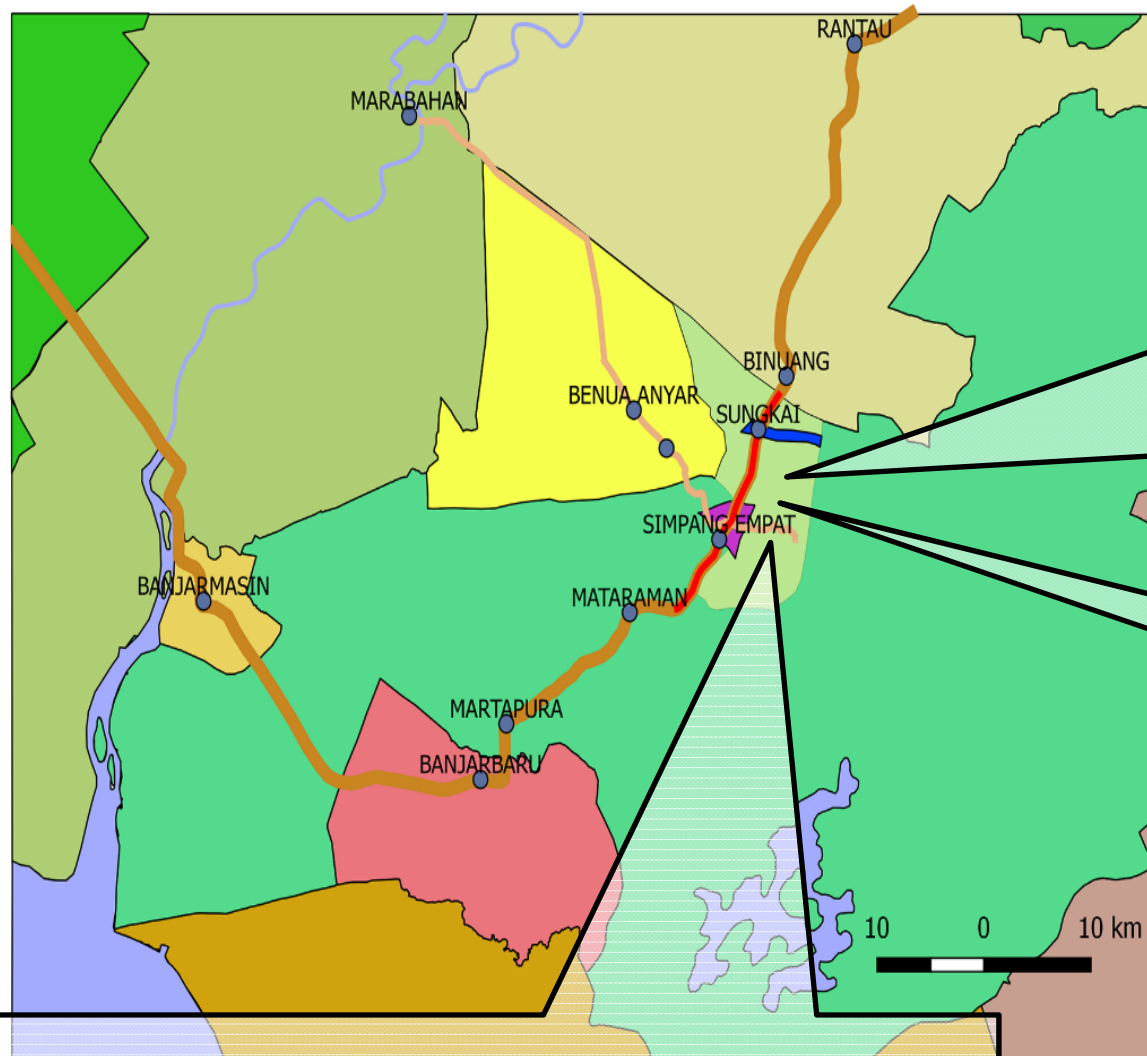 RANTAU
MARABAHAN
BINUANG
BENUA ANYAR
SUNGKAI
SIMPANG EMPAT
BANJARMASIN
MATARAMAN
MARTAPURA
BANJARBARU
10 0 10 km